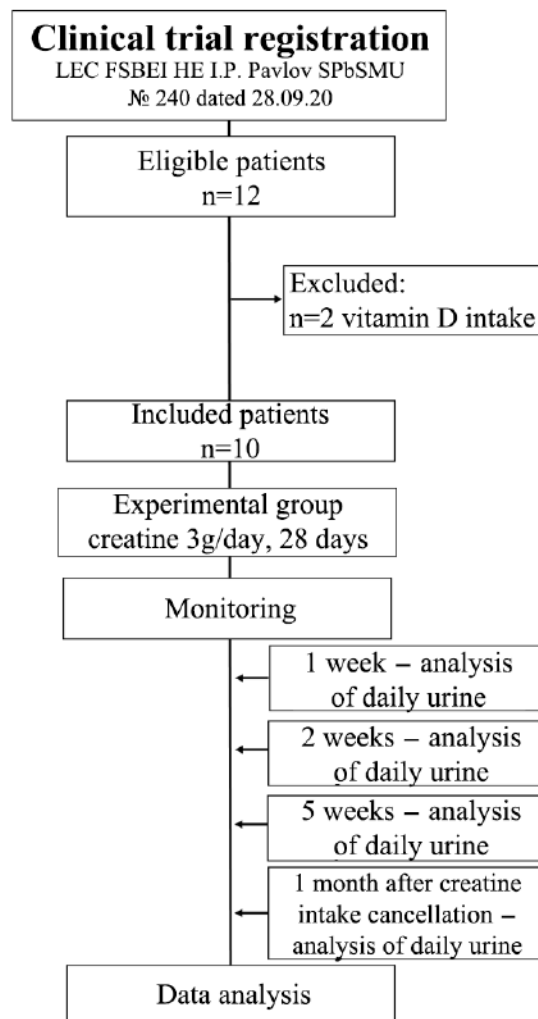 Clinical trial registration
LEC FSBEI HE I.P. Pavlov SPbSMU
№ 240 dated 28.09.20
Eligible patients
n=12
Excluded:
n=2 vitamin D intake
Included patients
n=10
Experimental group
creatine 3g/day, 28 days
Monitoring
1 week – analysis
of daily urine
2 weeks – analysis
of daily urine
5 weeks – analysis
of daily urine
1 month after creatine
intake cancellation –
analysis of daily urine
Data analysis